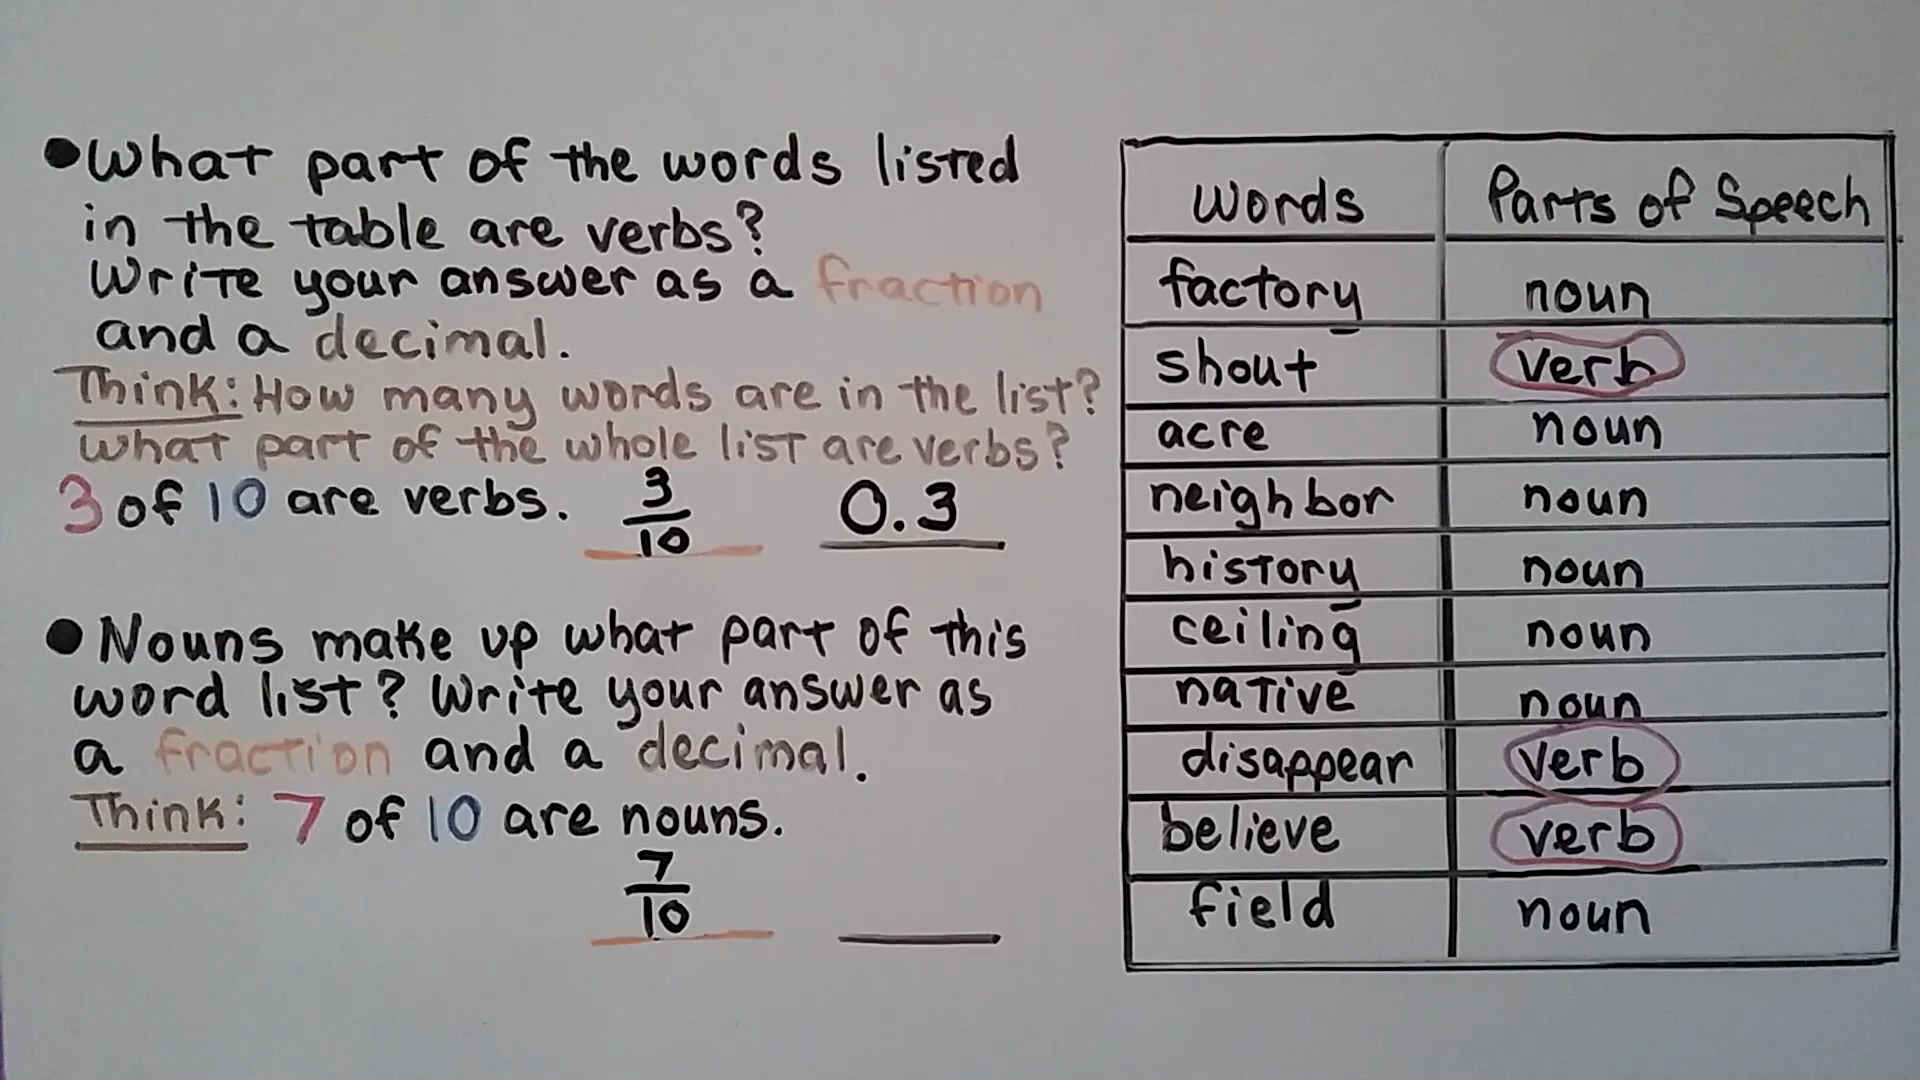 •What part of the words listed
in the table are verbs?
Write your answer as a fraction
and a decimal.
Think: How many words are in the list?
What part of the whole list are verbs?
3 of 10 are verbs. 3/10 0.3
•Nouns make up what part of this
word list? Write your answer as
a fraction and a decimal.
Think: 7 of 10 are nouns.
7/10
Words Parts of Speech
factory noun
shout verb
acre noun
neighbor noun
history noun
ceiling noun
native noun
disappear verb
believe verb
field noun